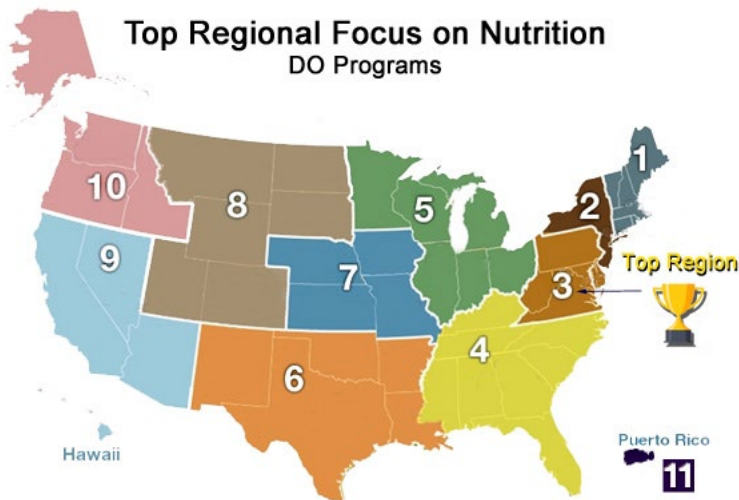 Top Regional Focus on Nutrition
DO Programs
1
2
3
4
5
6
7
8
9
10
Top Region
Hawaii
Puerto Rico
11